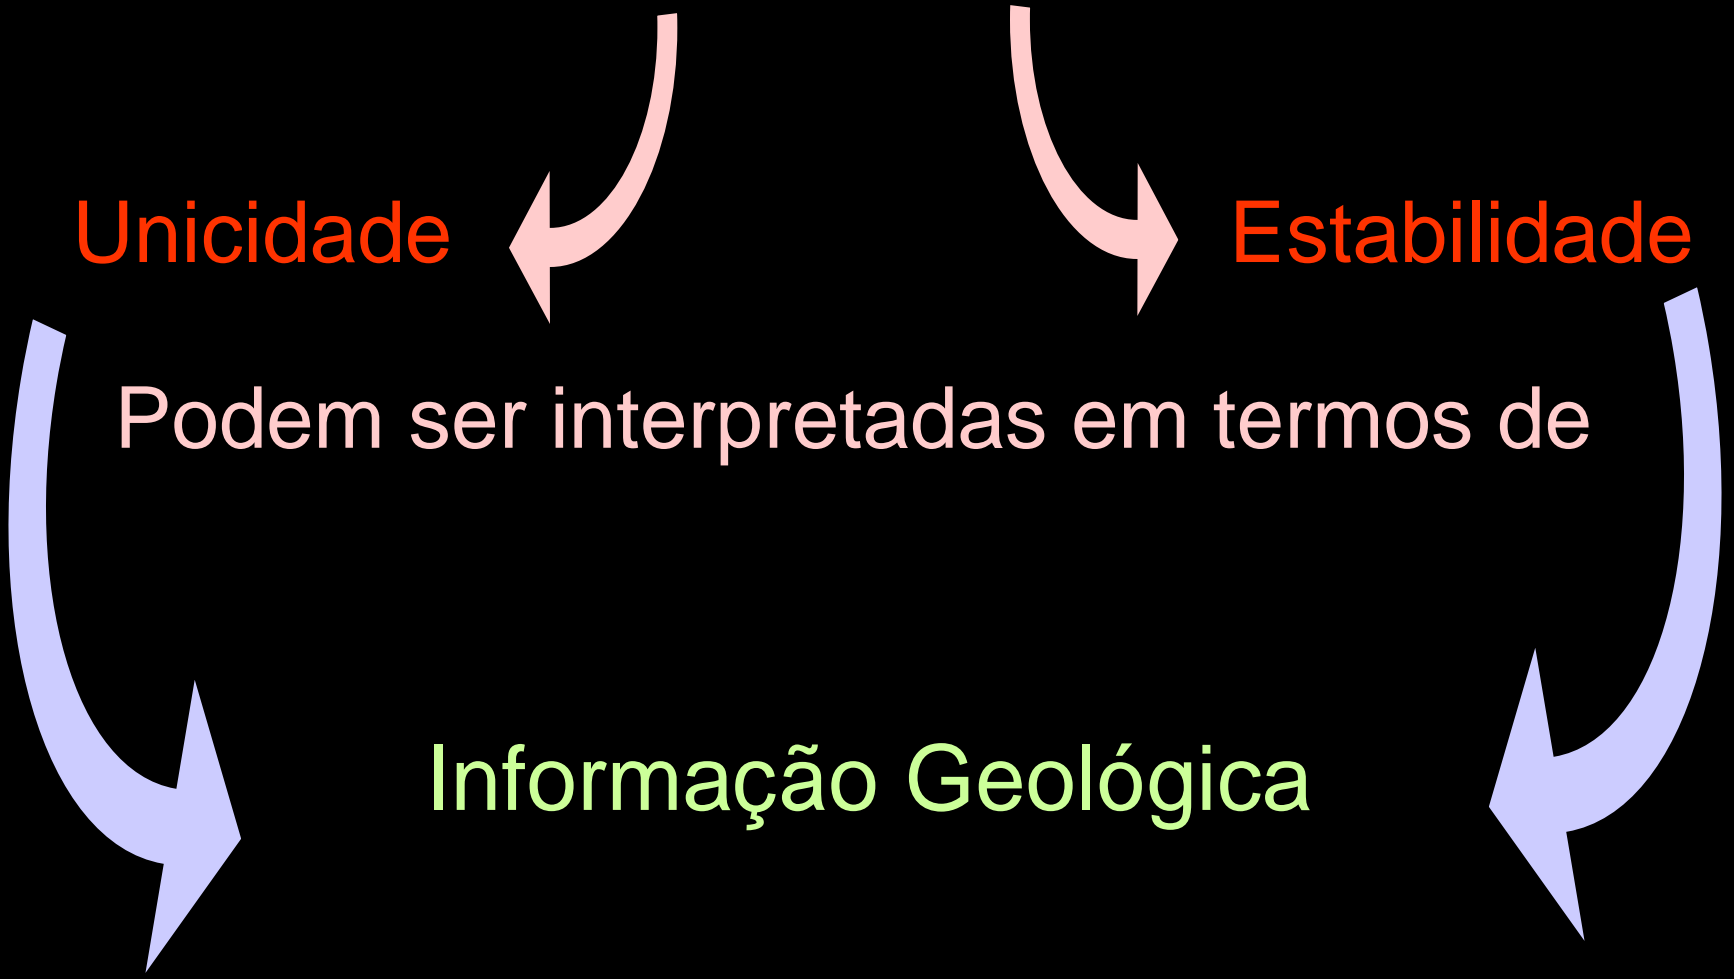 Unicidade Estabilidade
Podem ser interpretadas em termos de
Informação Geológica